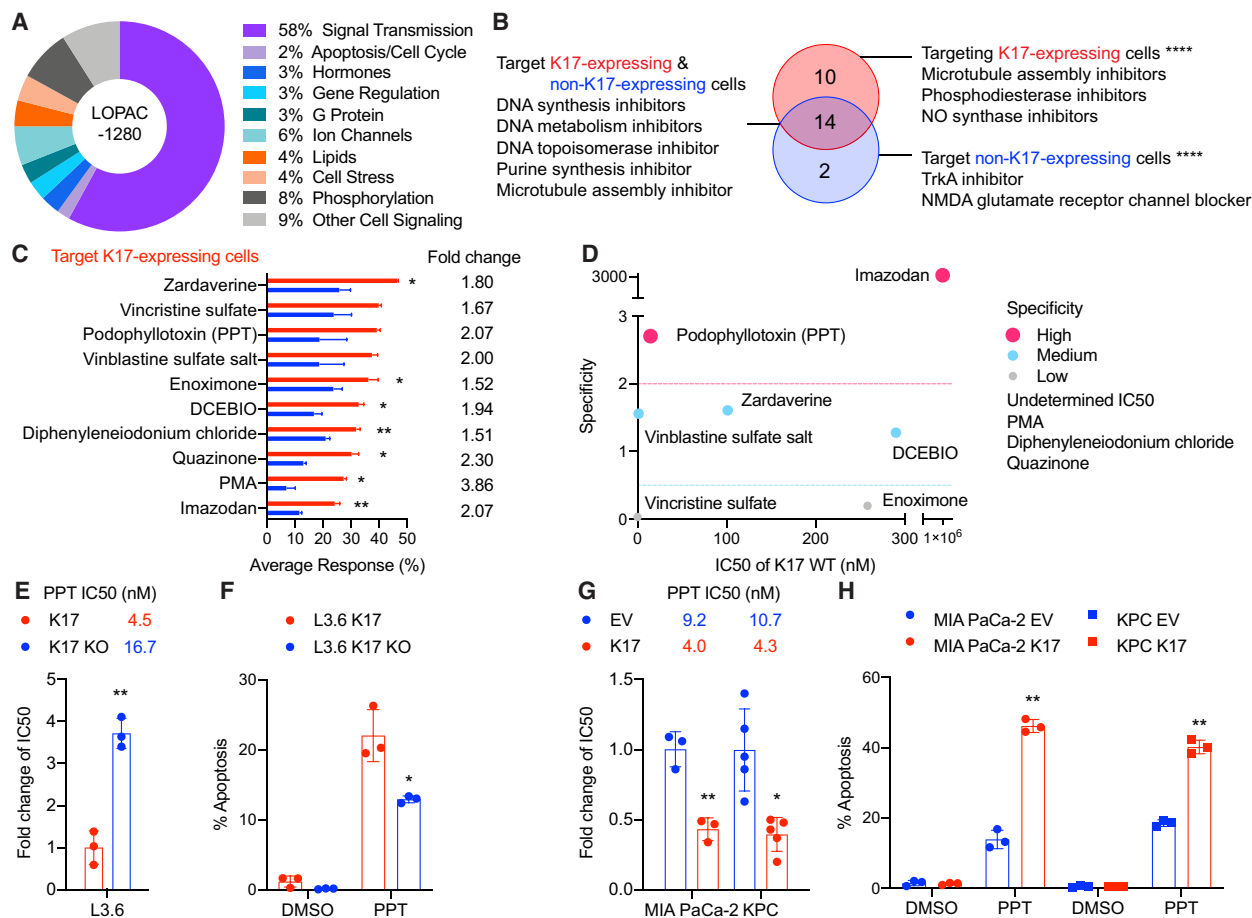 A
LOPAC
-1280
58% Signal Transmission
2% Apoptosis/Cell Cycle
3% Hormones
3% Gene Regulation
3% G Protein
6% Ion Channels
4% Lipids
4% Cell Stress
8% Phosphorylation
9% Other Cell Signaling
B
Target K17-expressing &
non-K17-expressing cells
DNA synthesis inhibitors
DNA metabolism inhibitors
DNA topoisomerase inhibitor
Purine synthesis inhibitor
Microtubule assembly inhibitor
10
14
2
Targeting K17-expressing cells ****
Microtubule assembly inhibitors
Phosphodiesterase inhibitors
NO synthase inhibitors
Target non-K17-expressing cells ****
TrkA inhibitor
NMDA glutamate receptor channel blocker
C
Target K17-expressing cells
Fold change
Zardaverine * 1.80
Vincristine sulfate 1.67
Podophyllotoxin (PPT) 2.07
Vinblastine sulfate salt 2.00
Enoximone * 1.52
DCEBIO * 1.94
Diphenyleneiodonium chloride ** 1.51
Quazinone * 2.30
PMA * 3.86
Imazodan ** 2.07
0 10 20 30 40 50
Average Response (%)
D
Specificity
3000
3
2
1
0
Imazodan
Podophyllotoxin (PPT)
Zardaverine
Vinblastine sulfate salt
DCEBIO
Vincristine sulfate
Enoximone
0 100 200 300 1×10⁶
IC50 of K17 WT (nM)
Specificity
High
Medium
Low
Undetermined IC50
PMA
Diphenyleneiodonium chloride
Quazinone
E
PPT IC50 (nM)
K17 4.5
K17 KO 16.7
Fold change of IC50
5
4
3
2
1
0
**
L3.6
F
L3.6 K17
L3.6 K17 KO
% Apoptosis
30
20
10
0
*
DMSO PPT
G
PPT IC50 (nM)
EV 9.2 10.7
K17 4.0 4.3
Fold change of IC50
1.5
1.0
0.5
0.0
** *
MIA PaCa-2 KPC
H
MIA PaCa-2 EV KPC EV
MIA PaCa-2 K17 KPC K17
% Apoptosis
60
40
20
0
** **
DMSO PPT DMSO PPT